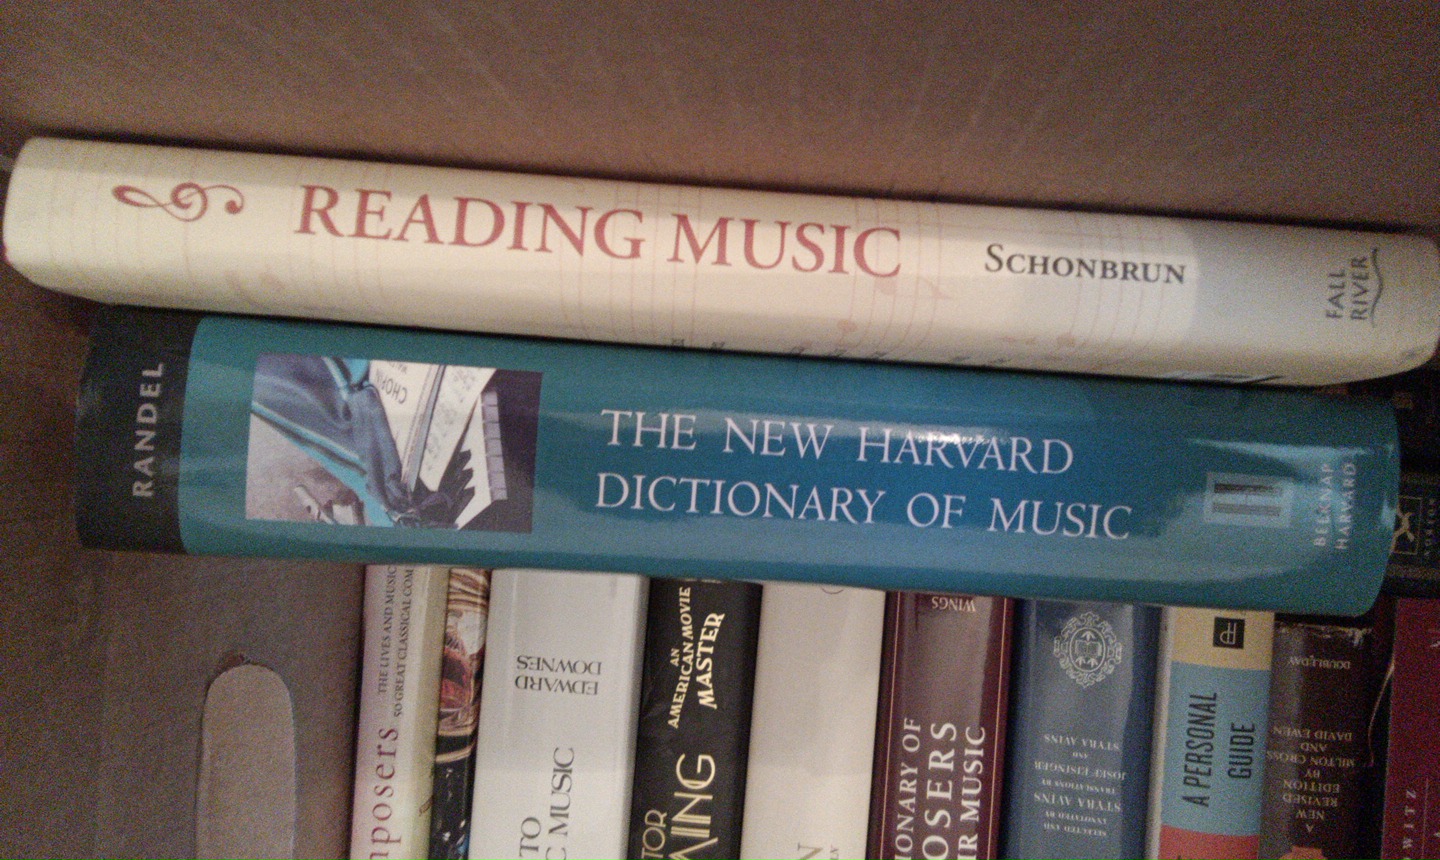 READING MUSIC
SCHONBRUN
FALL
RIVER
RANDEL
CHOPIN
THE NEW HARVARD
DICTIONARY OF MUSIC
BELKNAP
HARVARD
THE LIVES AND MUSIC
50 GREAT CLASSICAL COM
mposers
EDWARD
DOWNES
TO
C MUSIC
AN
AMERICAN MOVIE
MASTER
TOR
MING
N
WINGS
IONARY OF
OSERS
IR MUSIC
SELECTED AND
ANNOTATED BY
STYRA AVINS
TRANSLATIONS BY
JOSEF EISINGER
AND
STYRA AVINS
A PERSONAL
GUIDE
DOUBLEDAY
A
NEW
REVISED
EDITION
BY
MILTON CROSS
AND
DAVID EWEN
WITZ